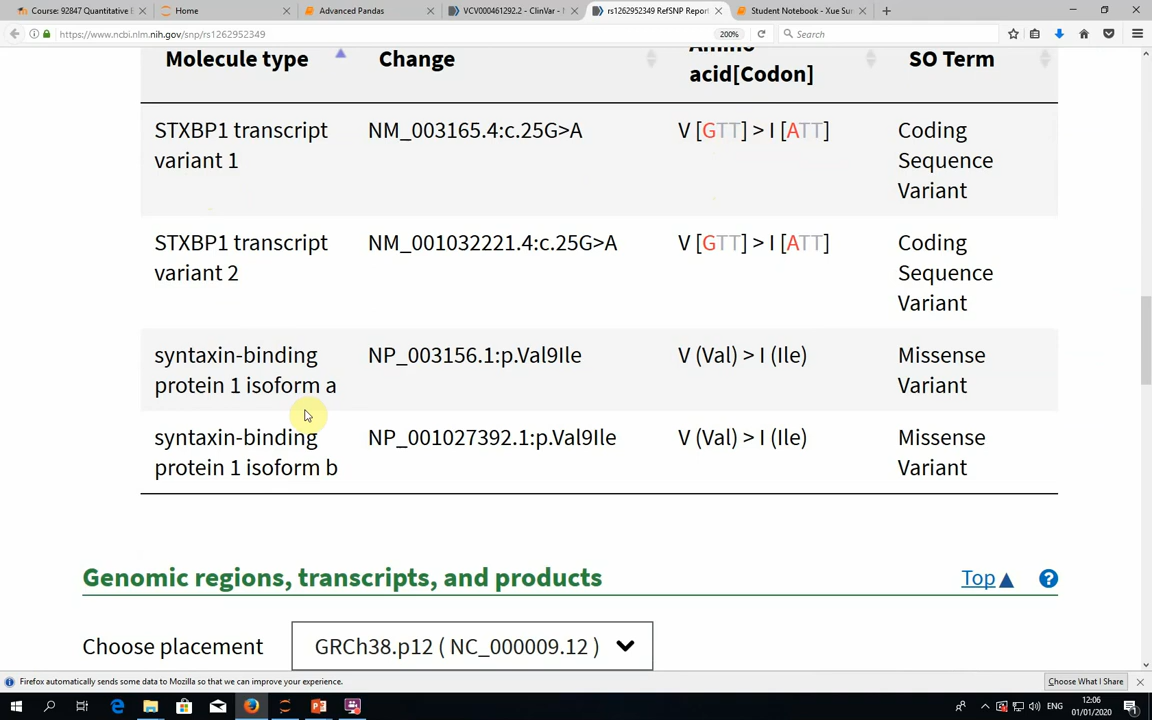 Course: 92847 Quantitative E
Home
Advanced Pandas
VCV000461292.2 - ClinVar - N
rs1262952349 RefSNP Report
Student Notebook - Xue Sun
https://www.ncbi.nlm.nih.gov/snp/rs1262952349
200%
Search
Molecule type
Change
Amino
acid[Codon]
SO Term
STXBP1 transcript
variant 1
NM_003165.4:c.25G>A
V [GTT] > I [ATT]
Coding
Sequence
Variant
STXBP1 transcript
variant 2
NM_001032221.4:c.25G>A
V [GTT] > I [ATT]
Coding
Sequence
Variant
syntaxin-binding
protein 1 isoform a
NP_003156.1:p.Val9Ile
V (Val) > I (Ile)
Missense
Variant
syntaxin-binding
protein 1 isoform b
NP_001027392.1:p.Val9Ile
V (Val) > I (Ile)
Missense
Variant
Genomic regions, transcripts, and products
Top
Choose placement
GRCh38.p12 ( NC_000009.12 )
Firefox automatically sends some data to Mozilla so that we can improve your experience.
Choose What I Share
ENG
12:06
01/01/2020